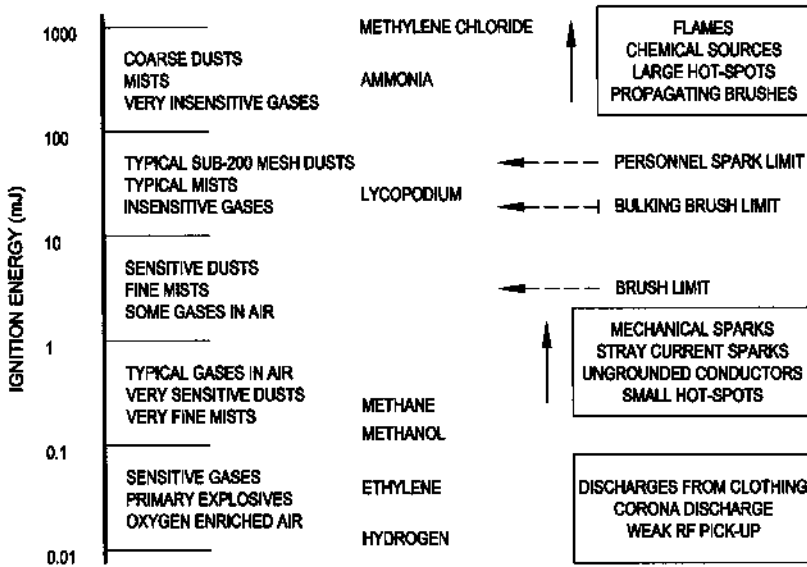 IGNITION ENERGY (mJ)
1000
100
10
1
0.1
0.01
COARSE DUSTS
MISTS
VERY INSENSITIVE GASES
TYPICAL SUB-200 MESH DUSTS
TYPICAL MISTS
INSENSITIVE GASES
SENSITIVE DUSTS
FINE MISTS
SOME GASES IN AIR
TYPICAL GASES IN AIR
VERY SENSITIVE DUSTS
VERY FINE MISTS
SENSITIVE GASES
PRIMARY EXPLOSIVES
OXYGEN ENRICHED AIR
METHYLENE CHLORIDE
AMMONIA
LYCOPODIUM
METHANE
METHANOL
ETHYLENE
HYDROGEN
FLAMES
CHEMICAL SOURCES
LARGE HOT-SPOTS
PROPAGATING BRUSHES
PERSONNEL SPARK LIMIT
BULKING BRUSH LIMIT
BRUSH LIMIT
MECHANICAL SPARKS
STRAY CURRENT SPARKS
UNGROUNDED CONDUCTORS
SMALL HOT-SPOTS
DISCHARGES FROM CLOTHING
CORONA DISCHARGE
WEAK RF PICK-UP